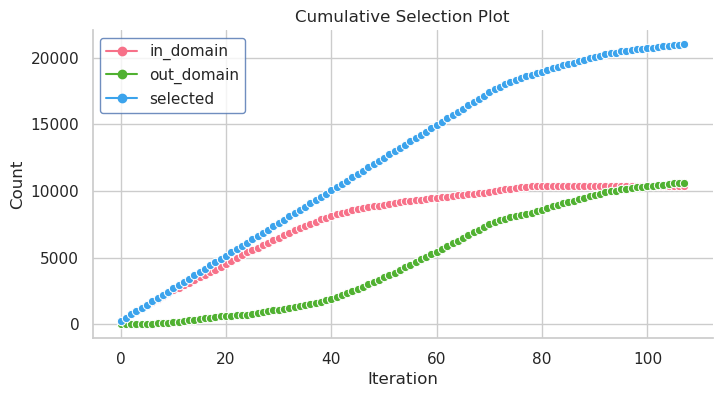 Cumulative Selection Plot
in_domain
out_domain
selected
20000
15000
10000
5000
0
Count
0 20 40 60 80 100
Iteration